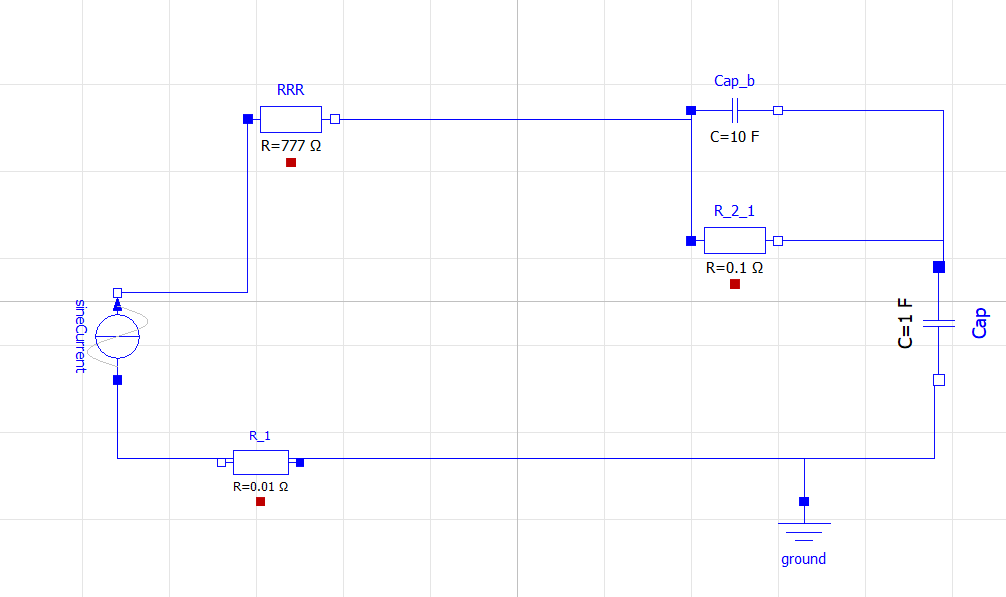 Cap_b
RRR
C=10 F
R=777 Ω
R_2_1
R=0.1 Ω
sineCurrent
C=1 F
Cap
R_1
R=0.01 Ω
ground